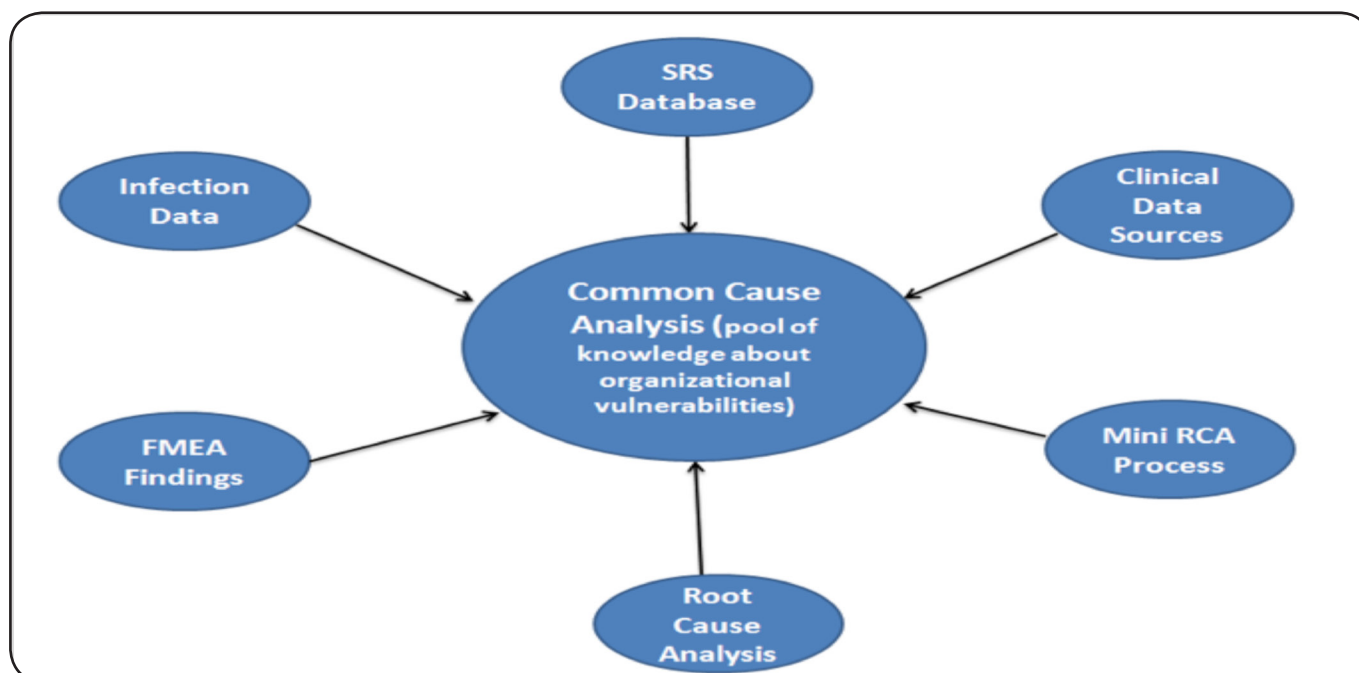 SRS
Database
Infection
Data
Clinical
Data
Sources
Common Cause
Analysis (pool of
knowledge about
organizational
vulnerabilities)
FMEA
Findings
Mini RCA
Process
Root
Cause
Analysis